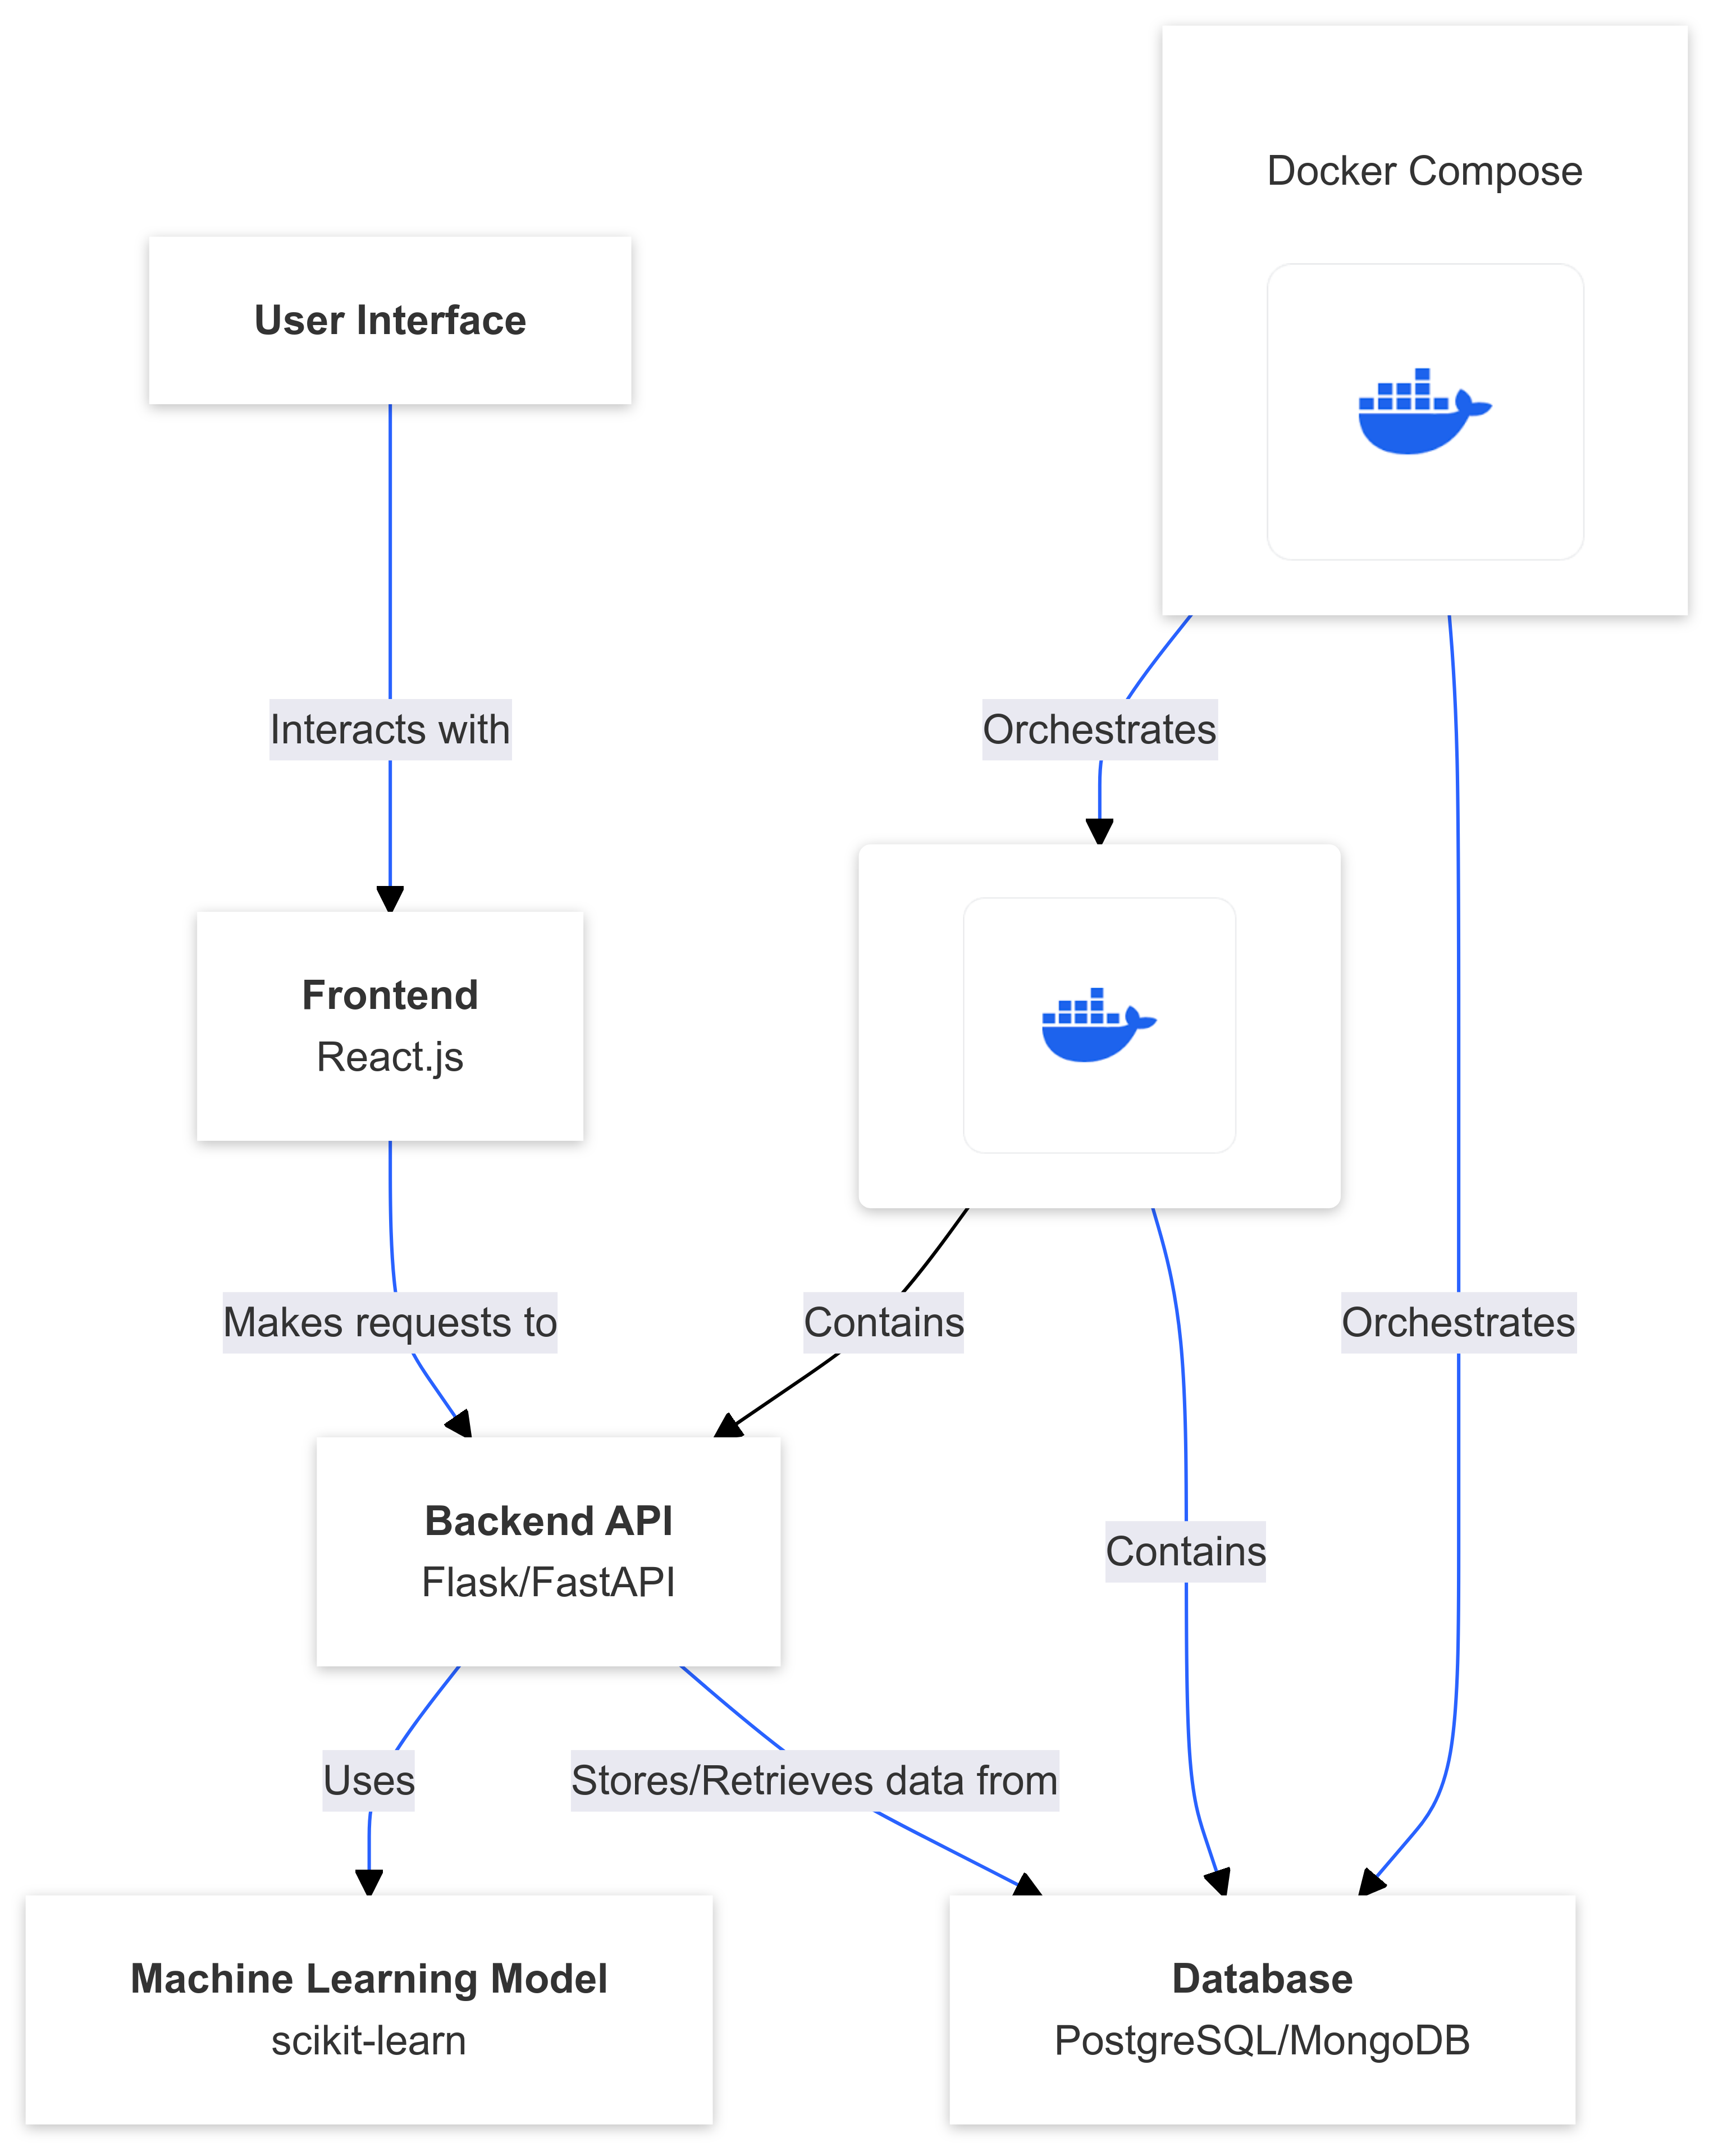 Docker Compose
User Interface
Interacts with
Orchestrates
Frontend
React.js
Makes requests to
Contains
Orchestrates
Backend API
Flask/FastAPI
Contains
Uses
Stores/Retrieves data from
Machine Learning Model
scikit-learn
Database
PostgreSQL/MongoDB